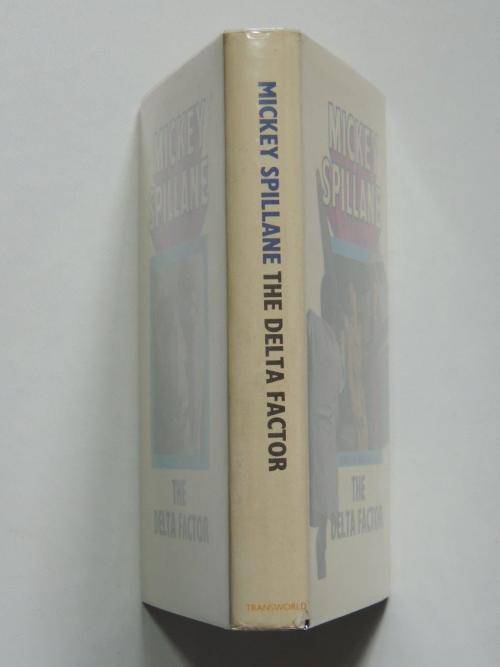 MICKEY SPILLANE THE DELTA FACTOR
TRANSWORLD
MICKEY
SPILLANE
THE
DELTA FACTOR
MICKEY
SPILLANE
THE
DELTA FACTOR